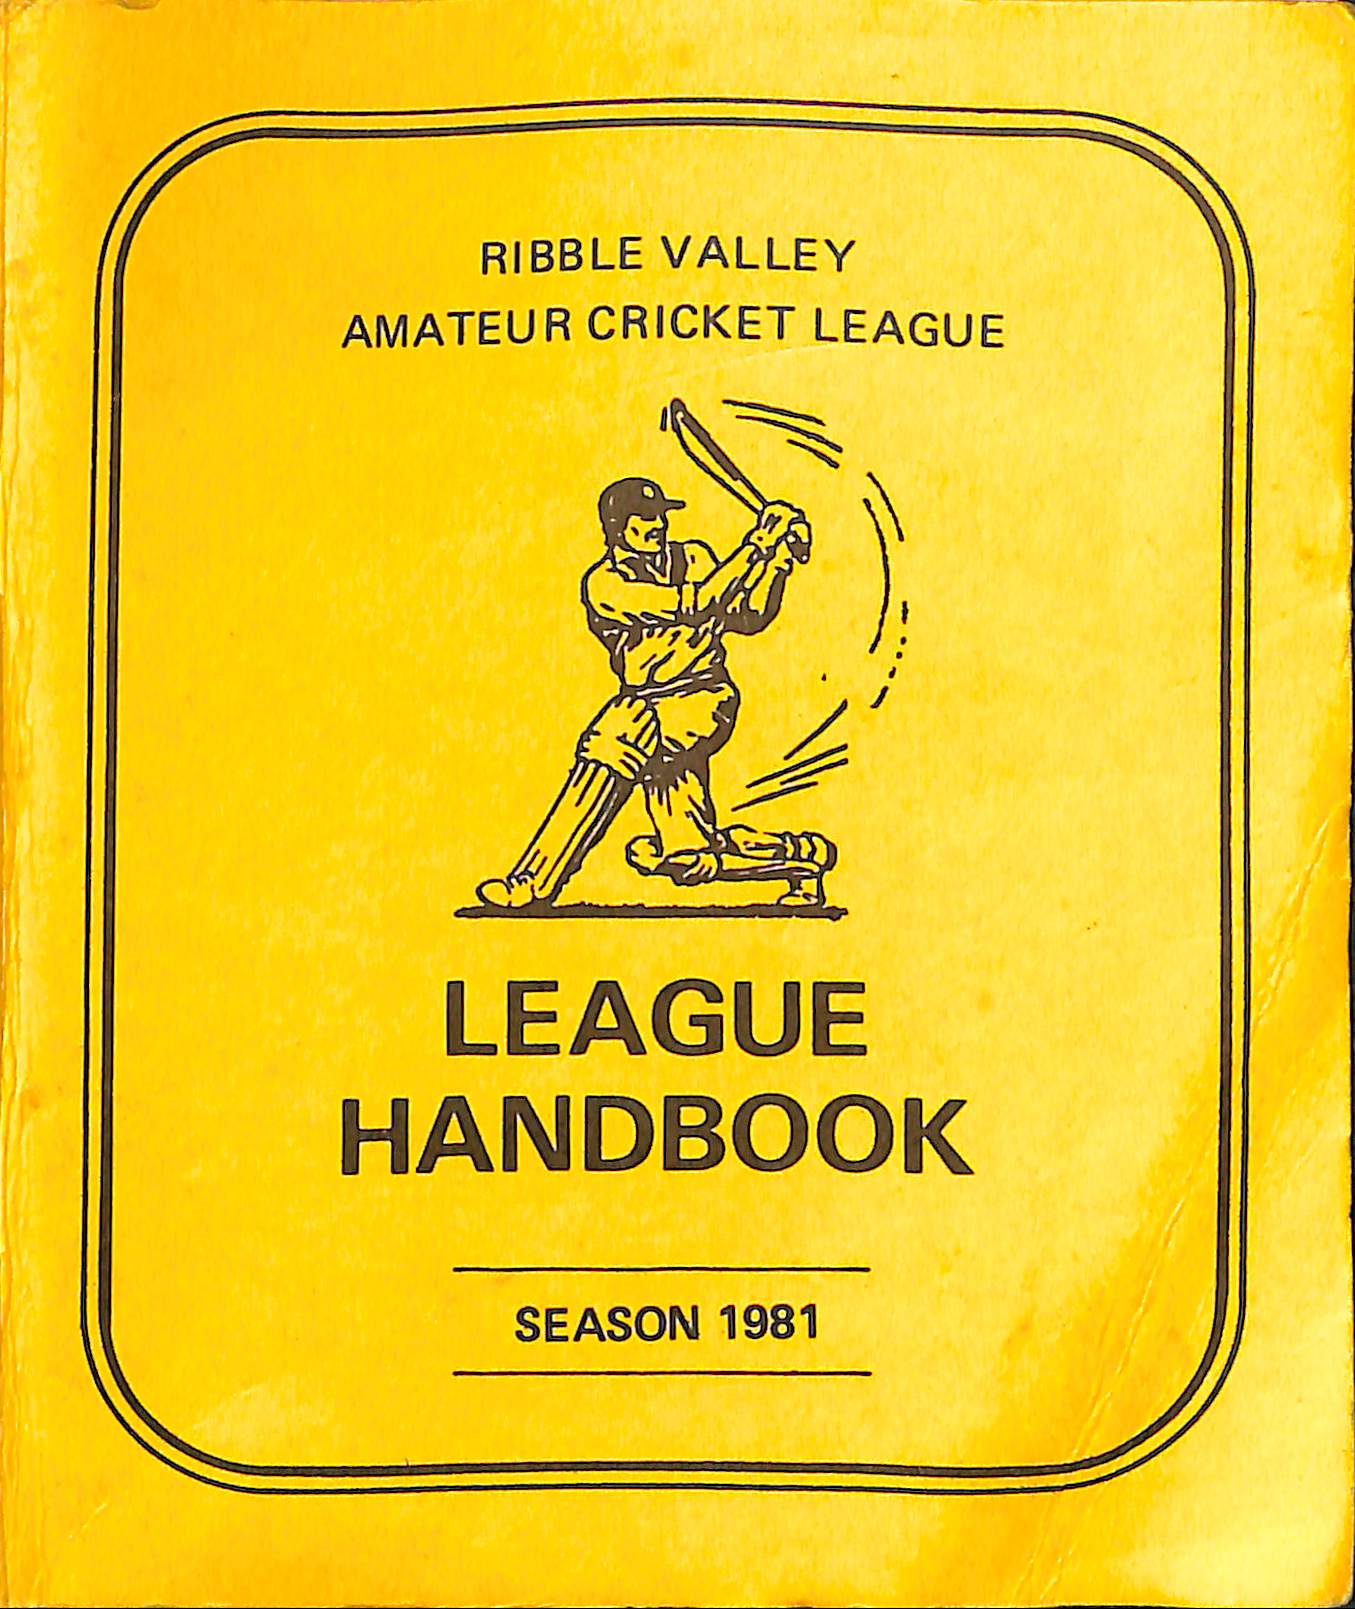 RIBBLE VALLEY
AMATEUR CRICKET LEAGUE
LEAGUE
HANDBOOK
SEASON 1981